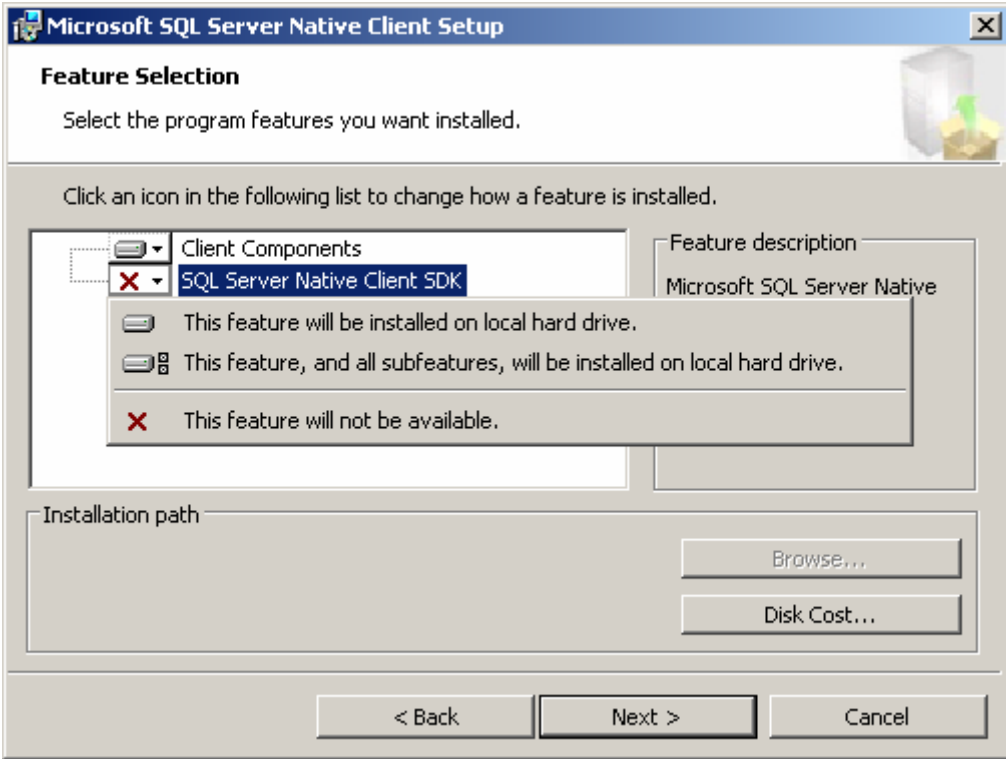 Microsoft SQL Server Native Client Setup
Feature Selection
Select the program features you want installed.
Click an icon in the following list to change how a feature is installed.
Client Components
SQL Server Native Client SDK
Feature description
Microsoft SQL Server Native
This feature will be installed on local hard drive.
This feature, and all subfeatures, will be installed on local hard drive.
This feature will not be available.
Installation path
Browse...
Disk Cost...
< Back
Next >
Cancel